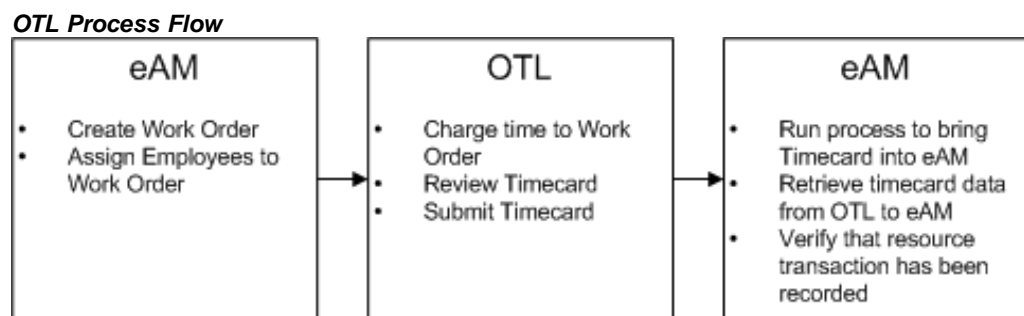 OTL Process Flow
eAM
• Create Work Order
• Assign Employees to
Work Order
OTL
• Charge time to Work
Order
• Review Timecard
• Submit Timecard
eAM
• Run process to bring
Timecard into eAM
• Retrieve timecard data
from OTL to eAM
• Verify that resource
transaction has been
recorded